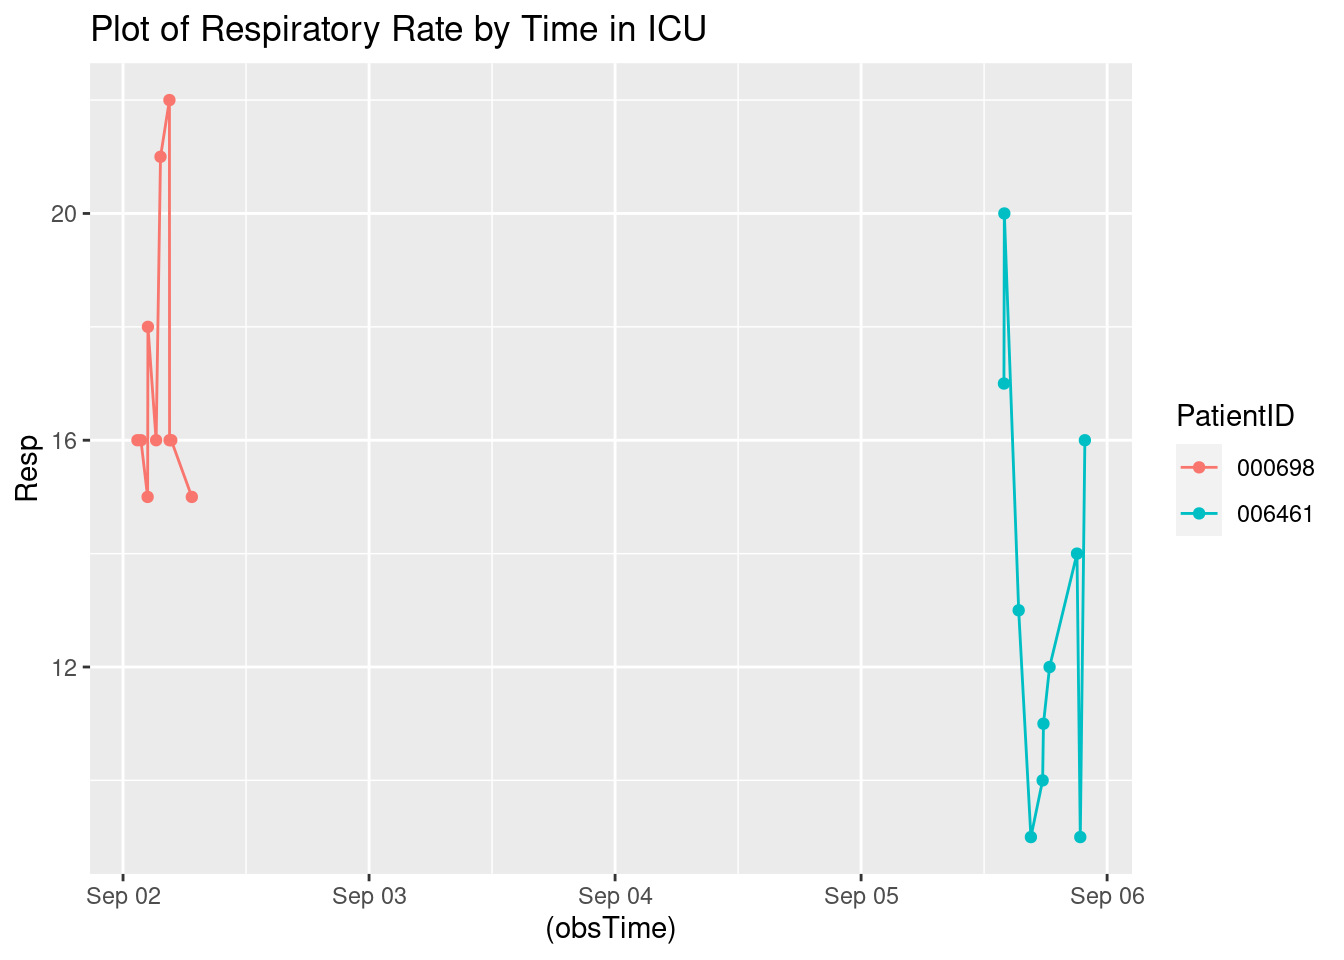 Plot of Respiratory Rate by Time in ICU
20
16
12
Resp
Sep 02
Sep 03
Sep 04
Sep 05
Sep 06
(obsTime)
PatientID
000698
006461